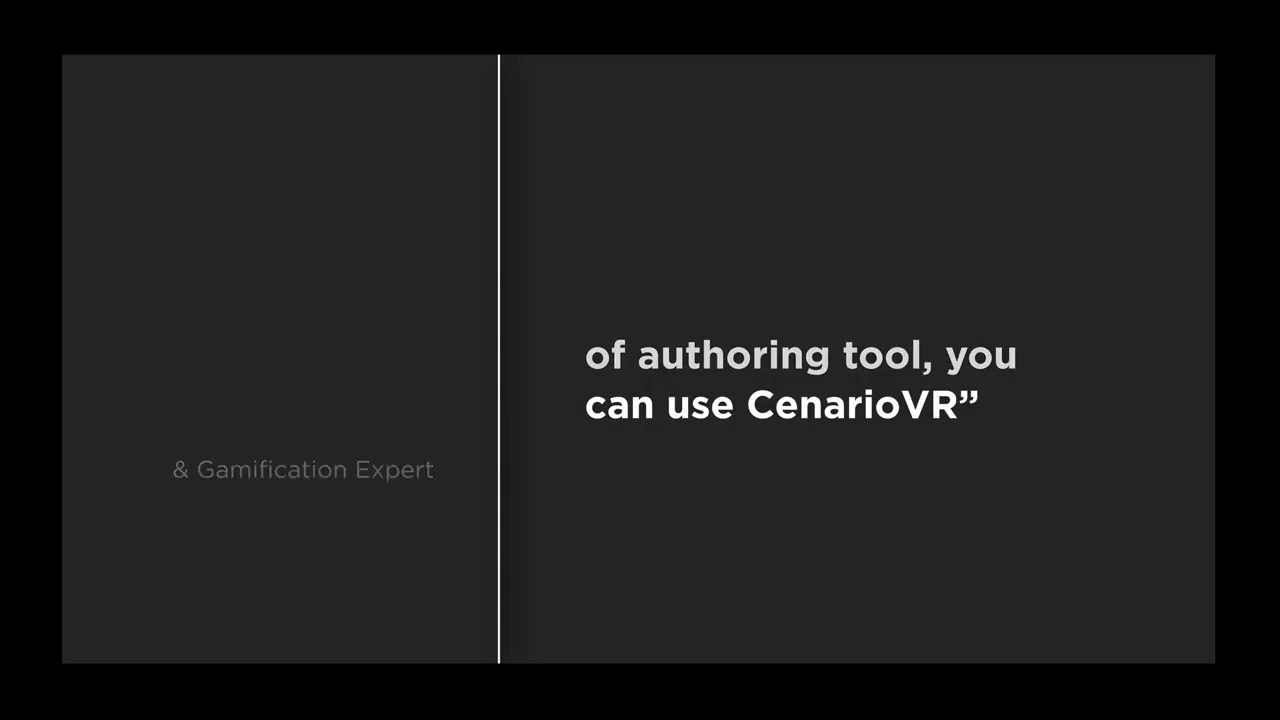 & Gamification Expert
of authoring tool, you
can use CenarioVR”